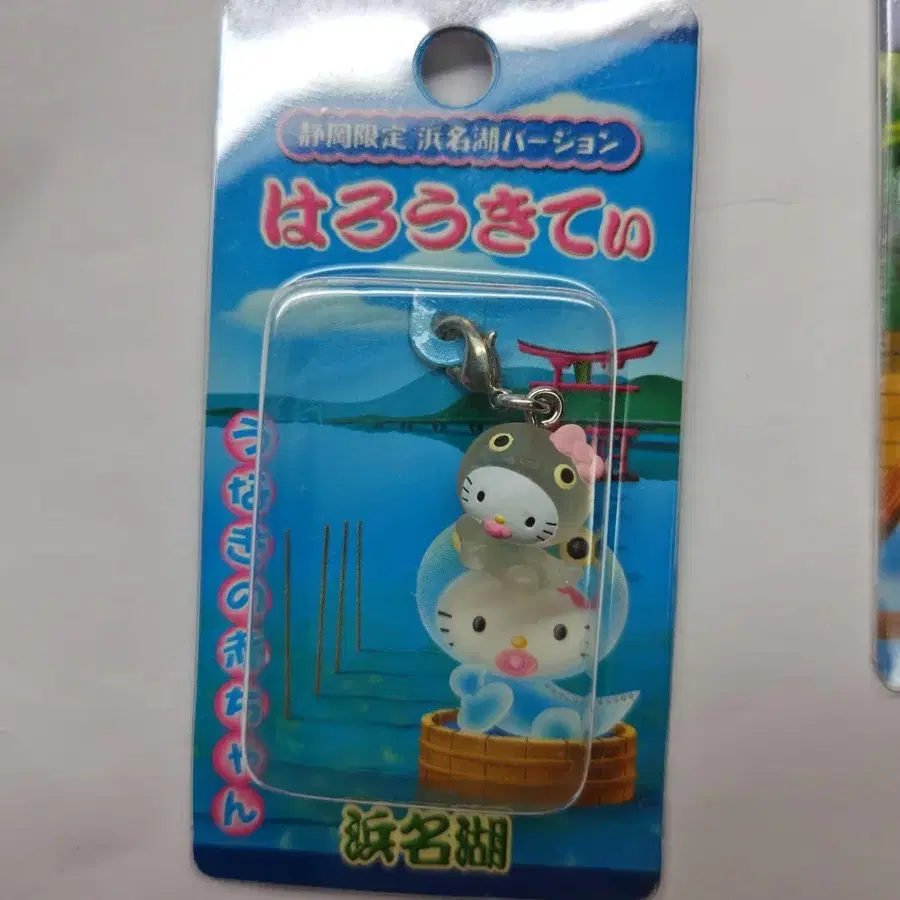 静岡限定 浜名湖バージョン
はろうきてぃ
うなぎの赤ちゃん
浜名湖